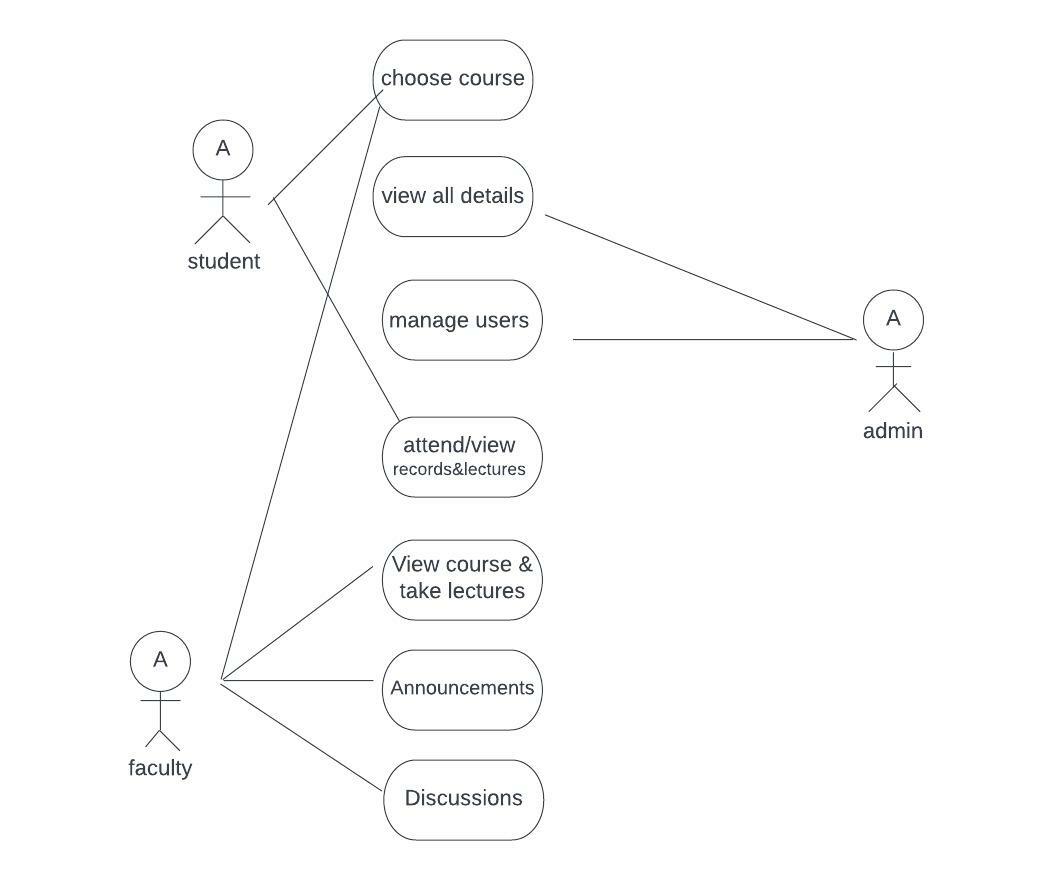 choose course
A
student
view all details
manage users
A
admin
attend/view
records&lectures
View course &
take lectures
A
faculty
Announcements
Discussions